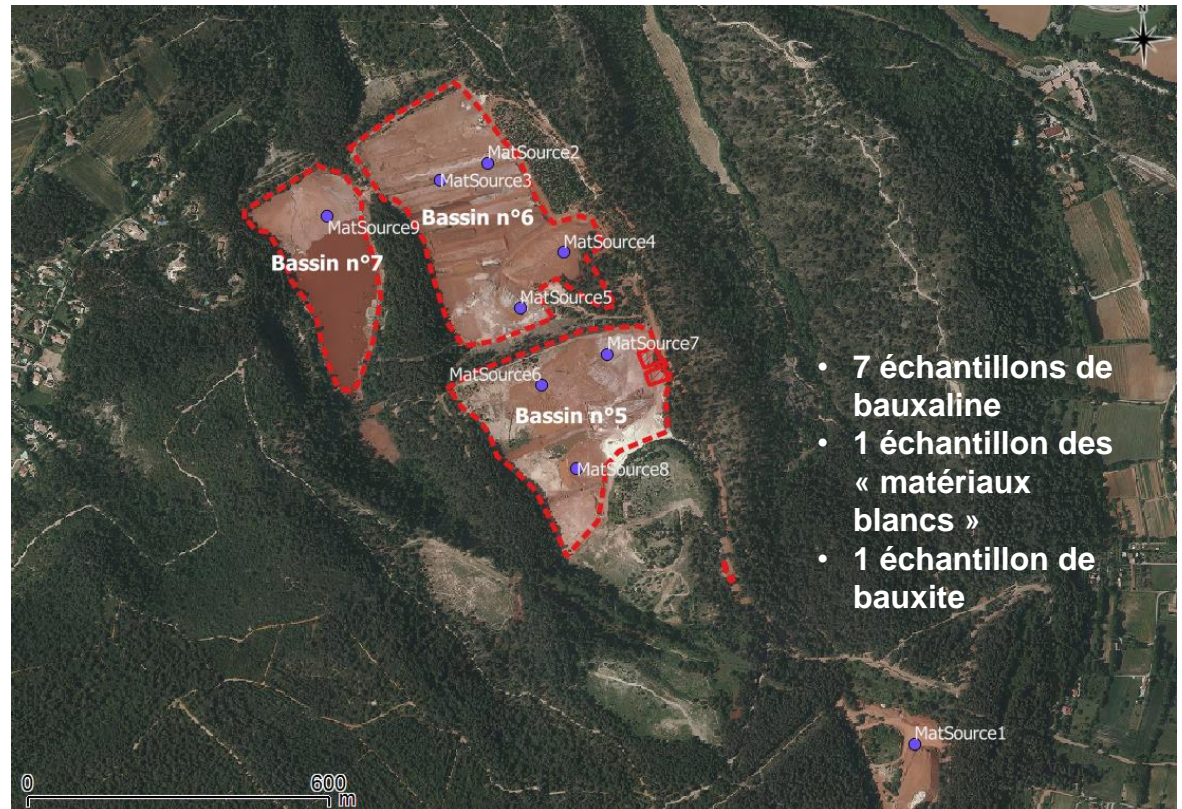 N
MatSource2
MatSource3
Bassin n°6
MatSource9
MatSource4
Bassin n°7
MatSource5
MatSource7
MatSource6
Bassin n°5
MatSource8
• 7 échantillons de
bauxaline
• 1 échantillon des
« matériaux
blancs »
• 1 échantillon de
bauxite
MatSource1
0
600
m